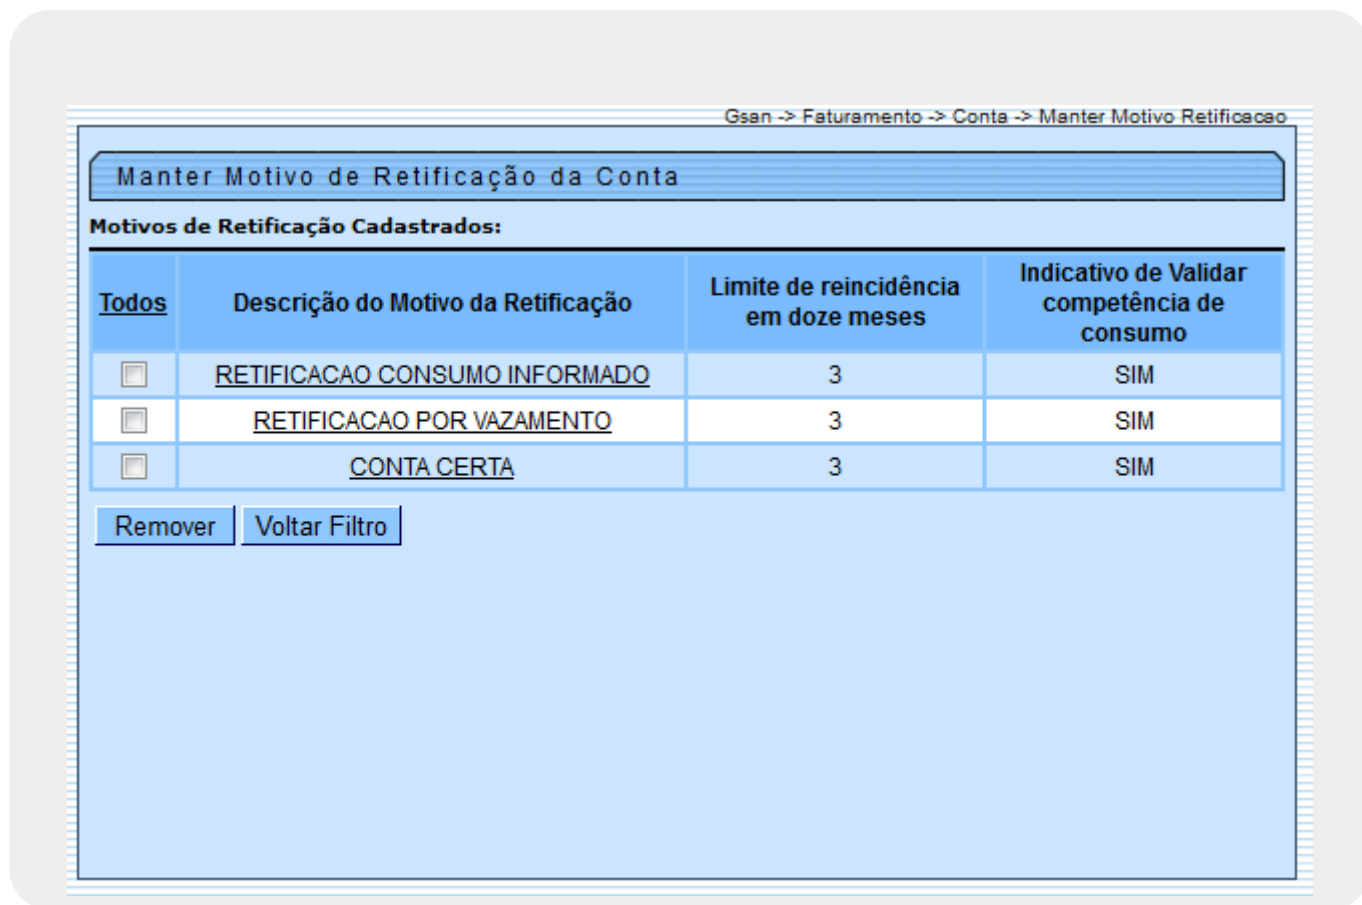 Gsan -> Faturamento -> Conta -> Manter Motivo Retificacao
Manter Motivo de Retificação da Conta
Motivos de Retificação Cadastrados:
Todos
Descrição do Motivo da Retificação
Limite de reincidência
em doze meses
Indicativo de Validar
competência de
consumo
RETIFICACAO CONSUMO INFORMADO 3 SIM
RETIFICACAO POR VAZAMENTO 3 SIM
CONTA CERTA 3 SIM
Remover Voltar Filtro